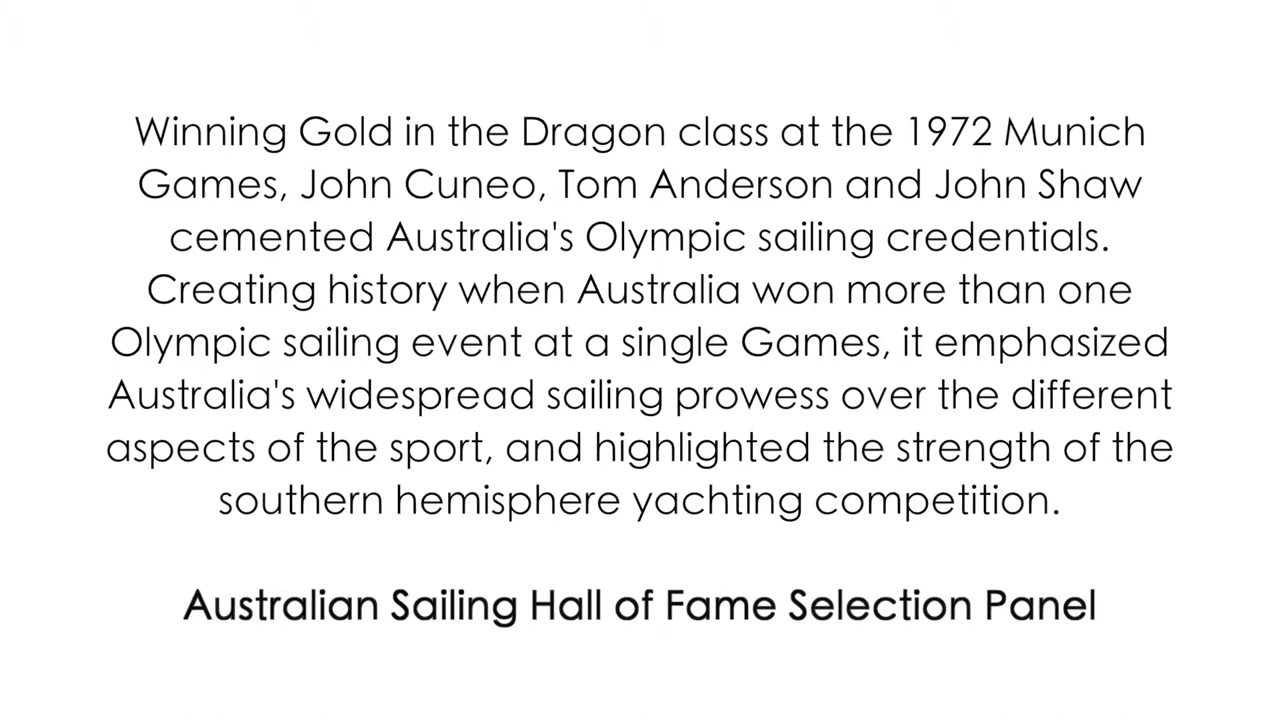 Winning Gold in the Dragon class at the 1972 Munich
Games, John Cuneo, Tom Anderson and John Shaw
cemented Australia's Olympic sailing credentials.
Creating history when Australia won more than one
Olympic sailing event at a single Games, it emphasized
Australia's widespread sailing prowess over the different
aspects of the sport, and highlighted the strength of the
southern hemisphere yachting competition.
Australian Sailing Hall of Fame Selection Panel